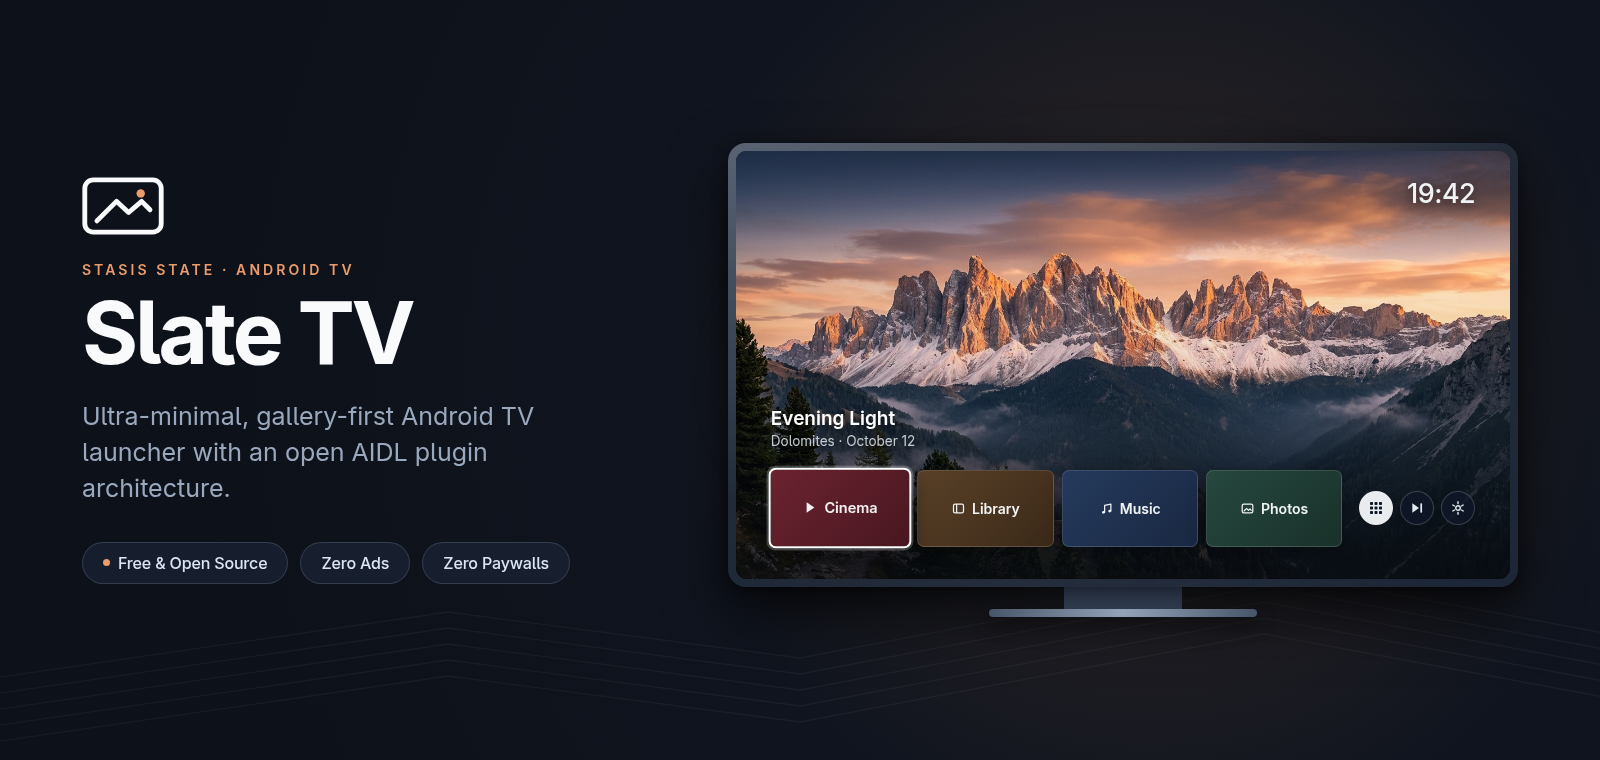 STASIS STATE · ANDROID TV
Slate TV
Ultra-minimal, gallery-first Android TV
launcher with an open AIDL plugin
architecture.
Free & Open Source
Zero Ads
Zero Paywalls
19:42
Evening Light
Dolomites · October 12
Cinema
Library
Music
Photos